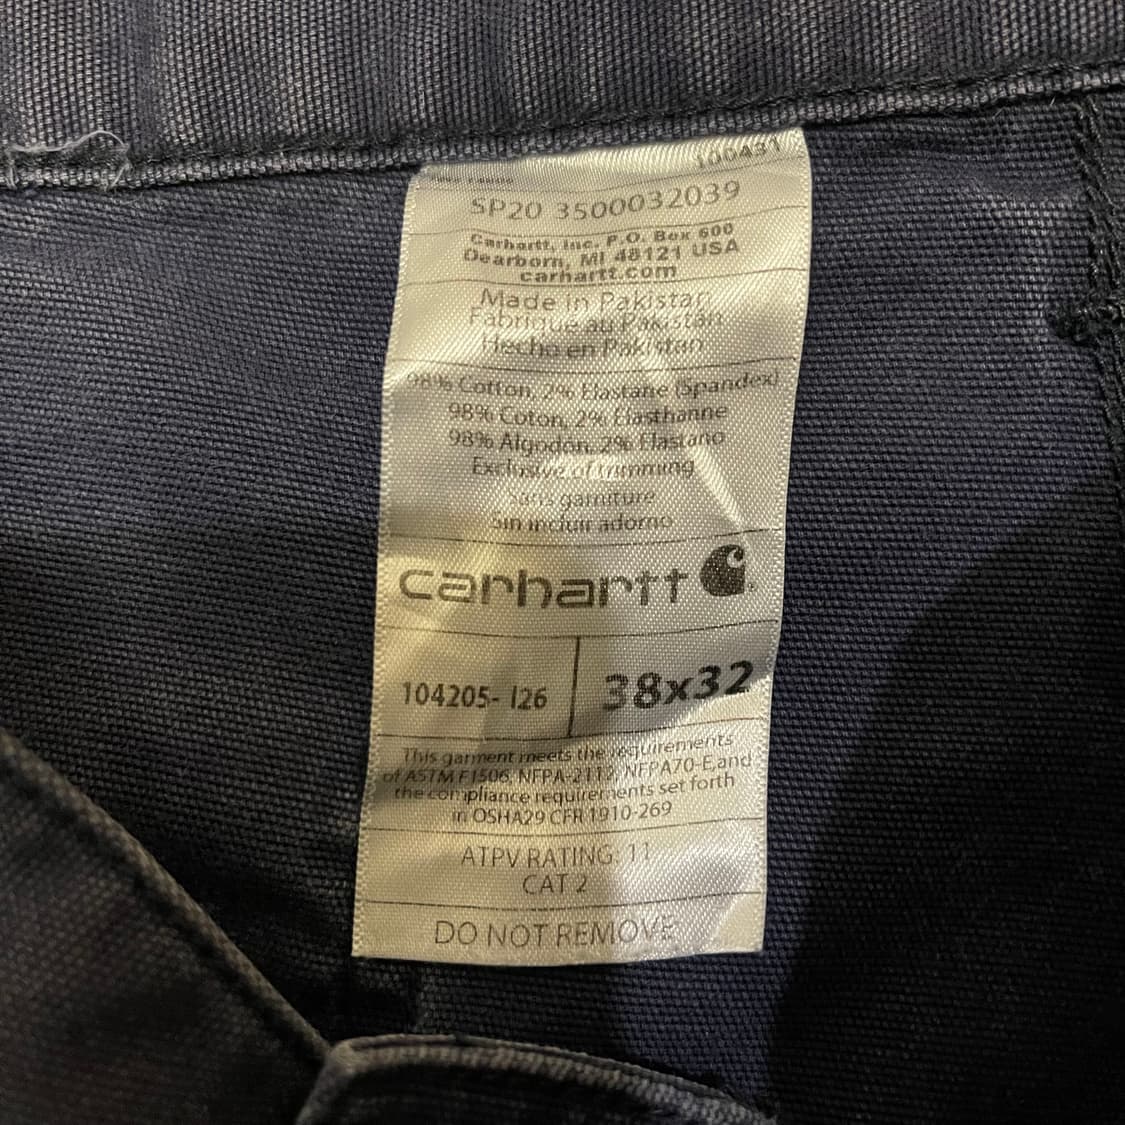 100431
SP20 3500032039
Carhartt, Inc. P.O. Box 600
Dearborn, MI 48121 USA
carhartt.com
Made in Pakistan
Fabriqué au Pakistan
Hecho en Pakistan
98% Cotton, 2% Elastane (Spandex)
98% Coton, 2% Élasthanne
98% Algodón, 2% Elastano
Exclusive of trimming
Sans garniture
Sin incluir adorno
carhartt
104205- I26
38x32
This garment meets the requirements
of ASTM F1506, NFPA-2112, NFPA70-E,and
the compliance requirements set forth
in OSHA29 CFR 1910-269
ATPV RATING: 11
CAT 2
DO NOT REMOVE